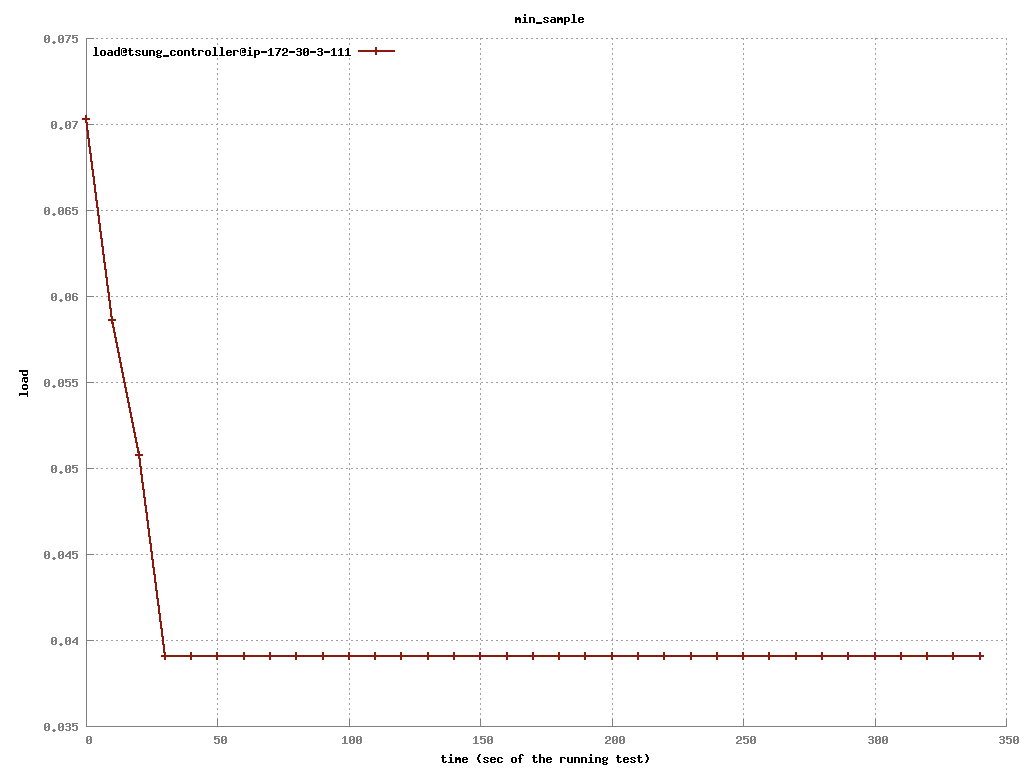 min_sample
load@tsung_controller@ip-172-30-3-111
0.075
0.07
0.065
0.06
0.055
0.05
0.045
0.04
0.035
load
0 50 100 150 200 250 300 350
time (sec of the running test)